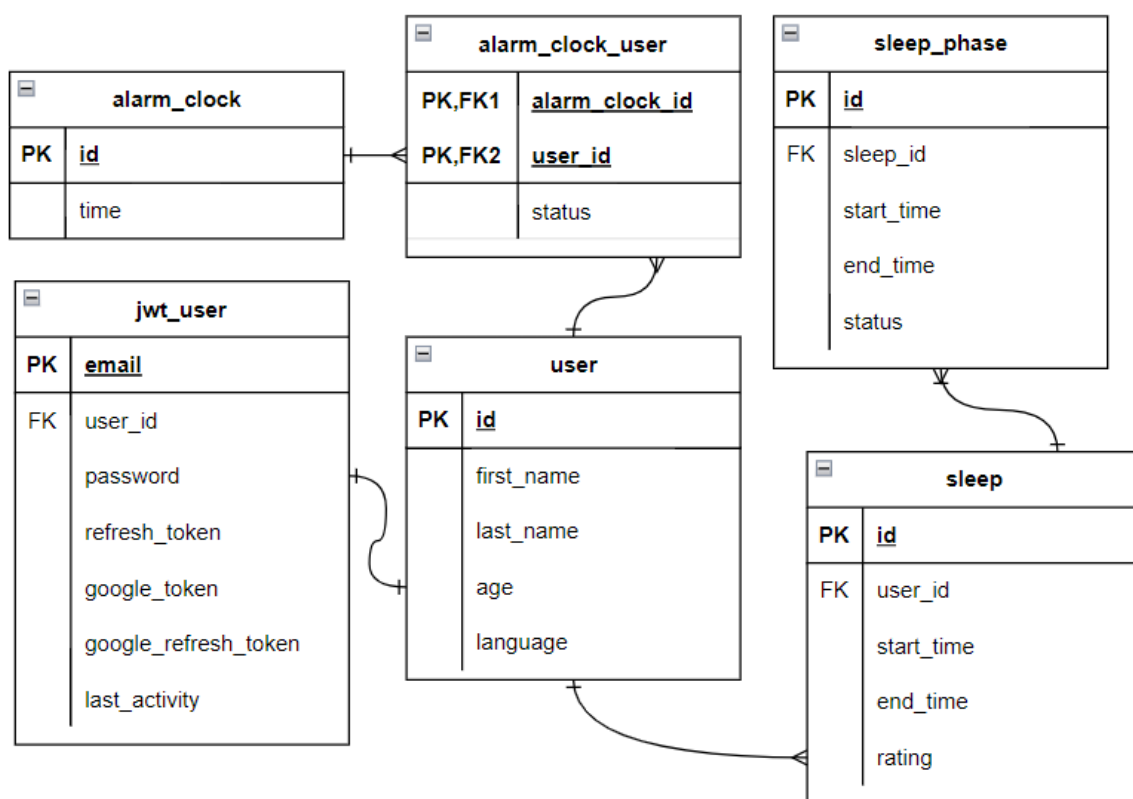 alarm_clock
PK id
time
alarm_clock_user
PK,FK1 alarm_clock_id
PK,FK2 user_id
status
sleep_phase
PK id
FK sleep_id
start_time
end_time
status
jwt_user
PK email
FK user_id
password
refresh_token
google_token
google_refresh_token
last_activity
user
PK id
first_name
last_name
age
language
sleep
PK id
FK user_id
start_time
end_time
rating